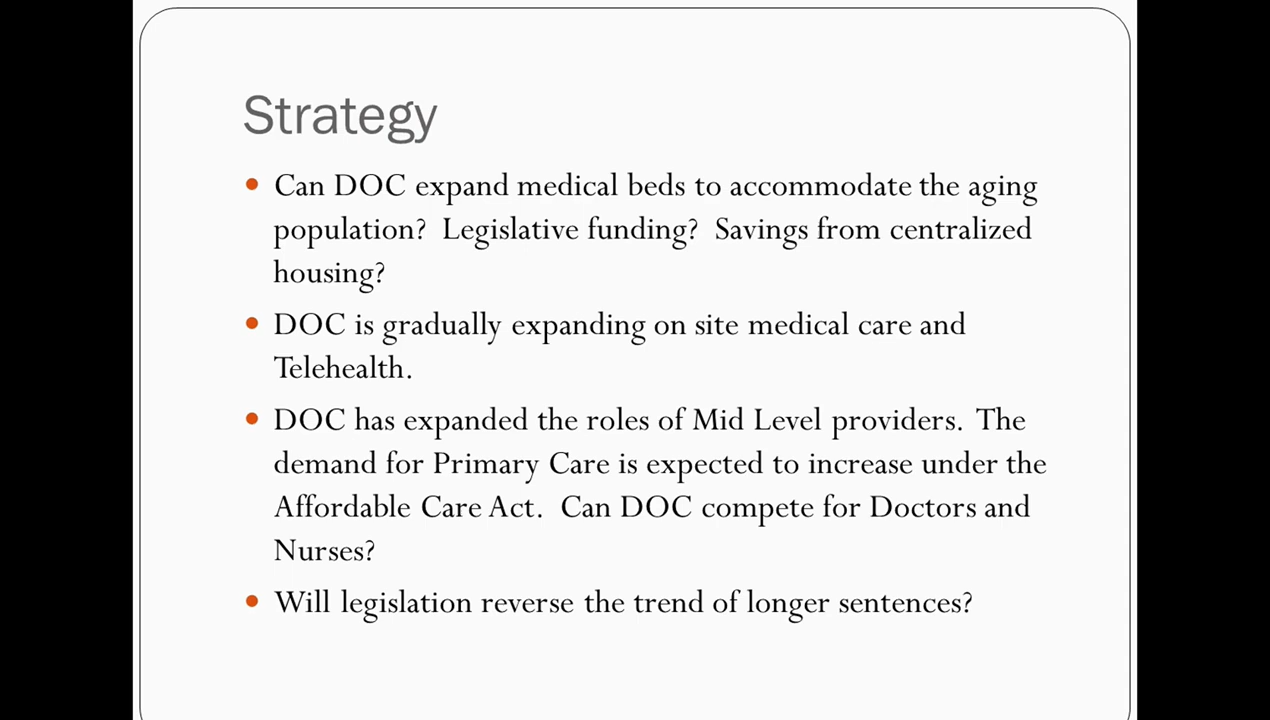 Strategy
• Can DOC expand medical beds to accommodate the aging
population?  Legislative funding?  Savings from centralized
housing?
• DOC is gradually expanding on site medical care and
Telehealth.
• DOC has expanded the roles of Mid Level providers.  The
demand for Primary Care is expected to increase under the
Affordable Care Act.  Can DOC compete for Doctors and
Nurses?
• Will legislation reverse the trend of longer sentences?